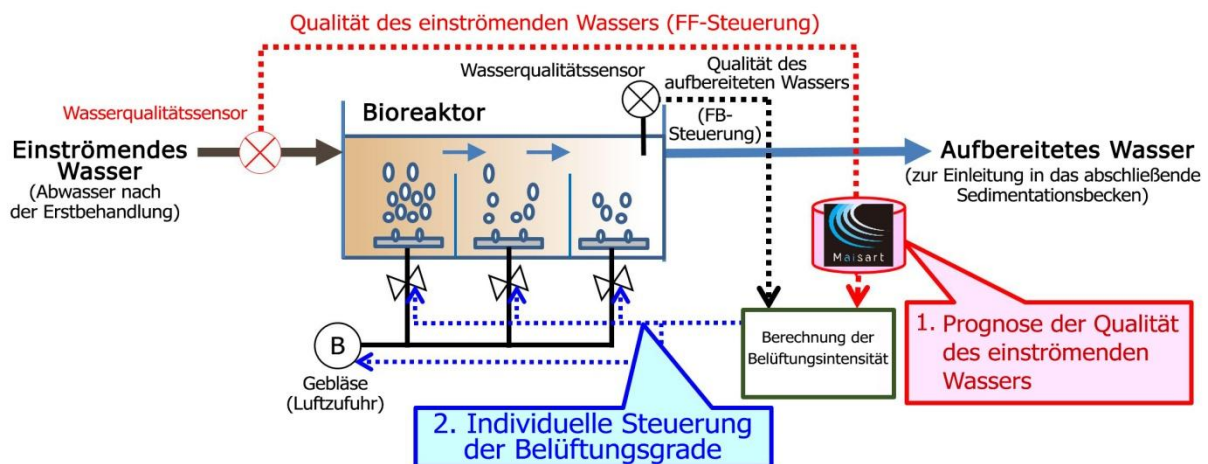 Qualität des einströmenden Wassers (FF-Steuerung)
Wasserqualitätssensor
Qualität des
aufbereiteten Wassers
(FB-
Steuerung)
Wasserqualitätssensor
Bioreaktor
Einströmendes
Wasser
(Abwasser nach
der Erstbehandlung)
Aufbereitetes Wasser
(zur Einleitung in das abschließende
Sedimentationsbecken)
Maisart
1. Prognose der Qualität
des einströmenden
Wassers
Berechnung der
Belüftungsintensität
B
Gebläse
(Luftzufuhr)
2. Individuelle Steuerung
der Belüftungsgrade